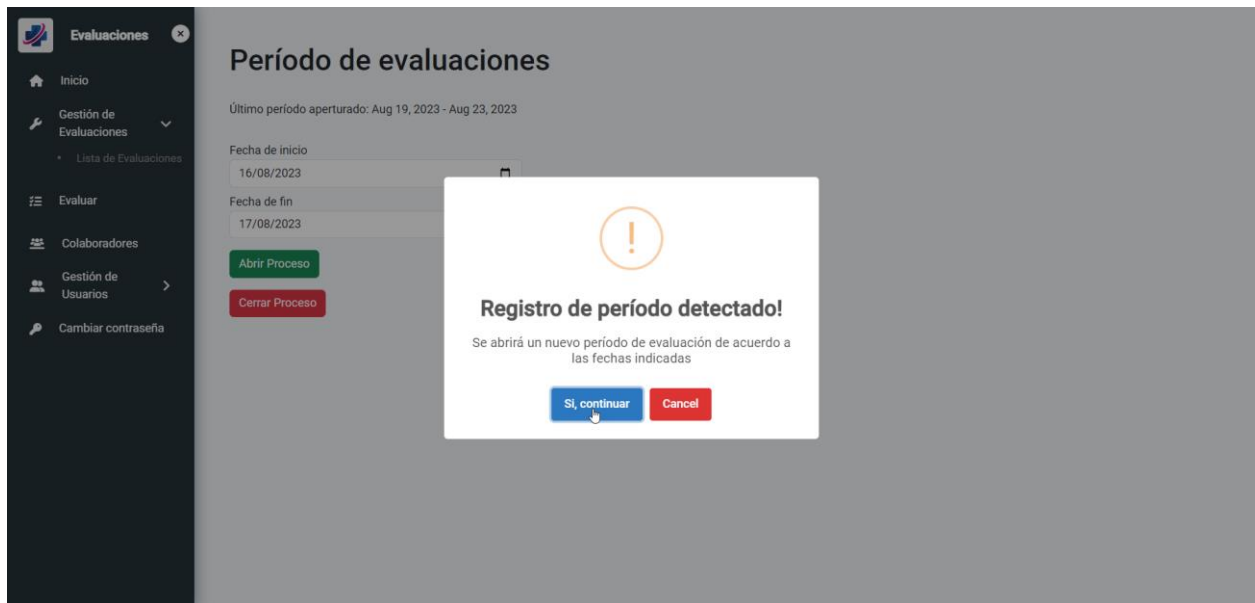 Evaluaciones
Inicio
Gestión de
Evaluaciones
Lista de Evaluaciones
Evaluar
Colaboradores
Gestión de
Usuarios
Cambiar contraseña
Período de evaluaciones
Último período aperturado: Aug 19, 2023 - Aug 23, 2023
Fecha de inicio
16/08/2023
Fecha de fin
17/08/2023
Abrir Proceso
Cerrar Proceso
!
Registro de período detectado!
Se abrirá un nuevo período de evaluación de acuerdo a
las fechas indicadas
Si, continuar
Cancel